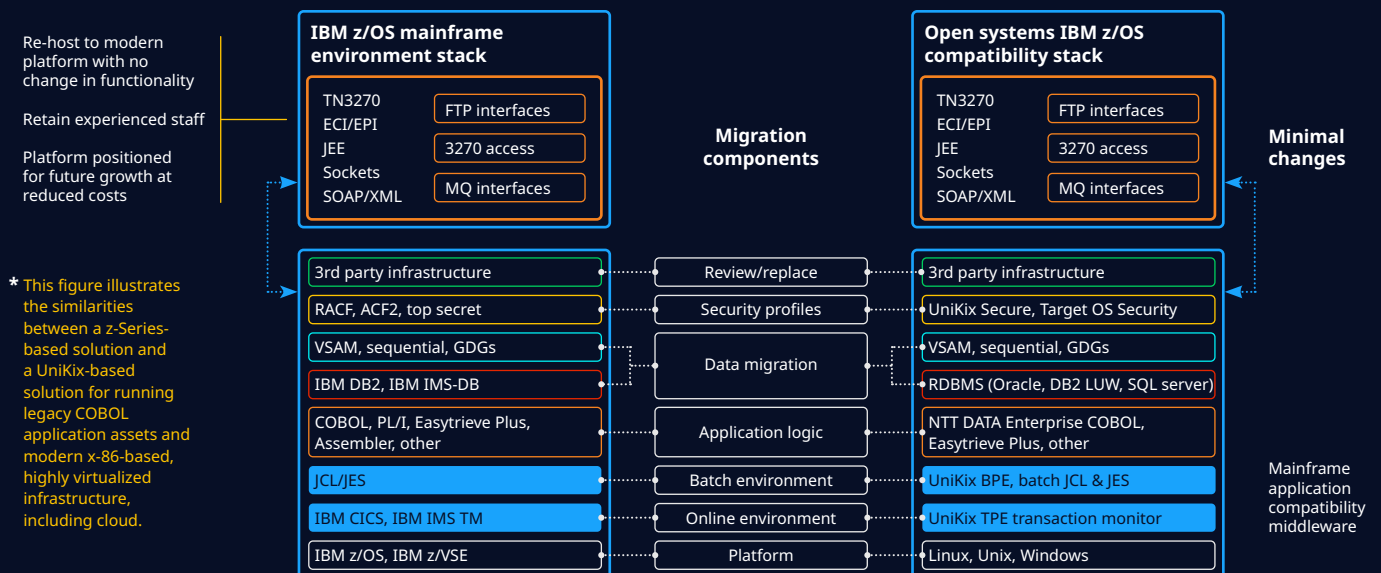 Re-host to modern
platform with no
change in functionality
Retain experienced staff
Platform positioned
for future growth at
reduced costs
* This figure illustrates
the similarities
between a z-Series-
based solution and
a UniKix-based
solution for running
legacy COBOL
application assets and
modern x-86-based,
highly virtualized
infrastructure,
including cloud.
IBM z/OS mainframe
environment stack
TN3270
ECI/EPI
JEE
Sockets
SOAP/XML
FTP interfaces
3270 access
MQ interfaces
3rd party infrastructure
RACF, ACF2, top secret
VSAM, sequential, GDGs
IBM DB2, IBM IMS-DB
COBOL, PL/I, Easytrieve Plus,
Assembler, other
JCL/JES
IBM CICS, IBM IMS TM
IBM z/OS, IBM z/VSE
Migration
components
Review/replace
Security profiles
Data migration
Application logic
Batch environment
Online environment
Platform
Open systems IBM z/OS
compatibility stack
TN3270
ECI/EPI
JEE
Sockets
SOAP/XML
FTP interfaces
3270 access
MQ interfaces
3rd party infrastructure
UniKix Secure, Target OS Security
VSAM, sequential, GDGs
RDBMS (Oracle, DB2 LUW, SQL server)
NTT DATA Enterprise COBOL,
Easytrieve Plus, other
UniKix BPE, batch JCL & JES
UniKix TPE transaction monitor
Linux, Unix, Windows
Minimal
changes
Mainframe
application
compatibility
middleware